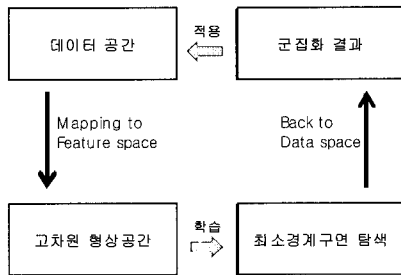 데이터 공간
적용
군집화 결과
Mapping to
Feature space
Back to
Data space
고차원 형상공간
학습
최소경계구면 탐색